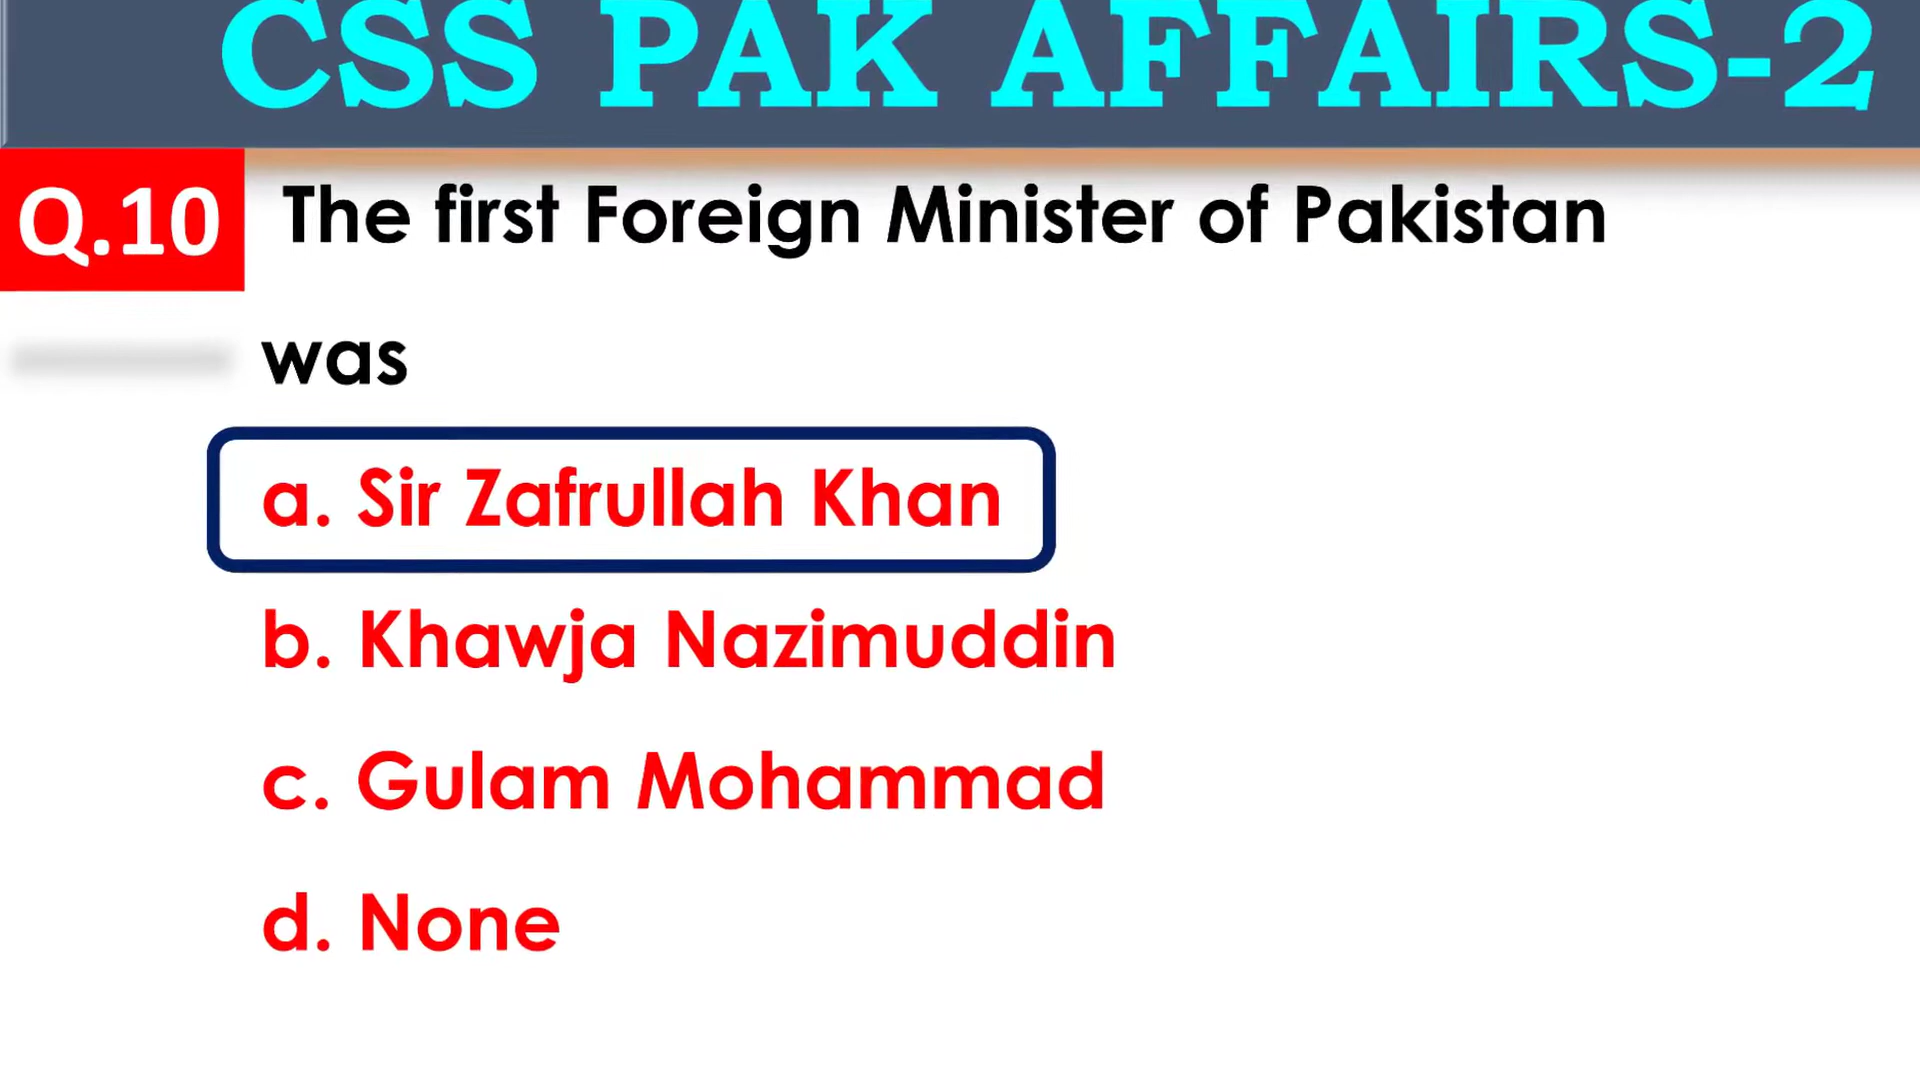 CSS PAK AFFAIRS-2
Q.10 The first Foreign Minister of Pakistan
was
a. Sir Zafrullah Khan
b. Khawja Nazimuddin
c. Gulam Mohammad
d. None